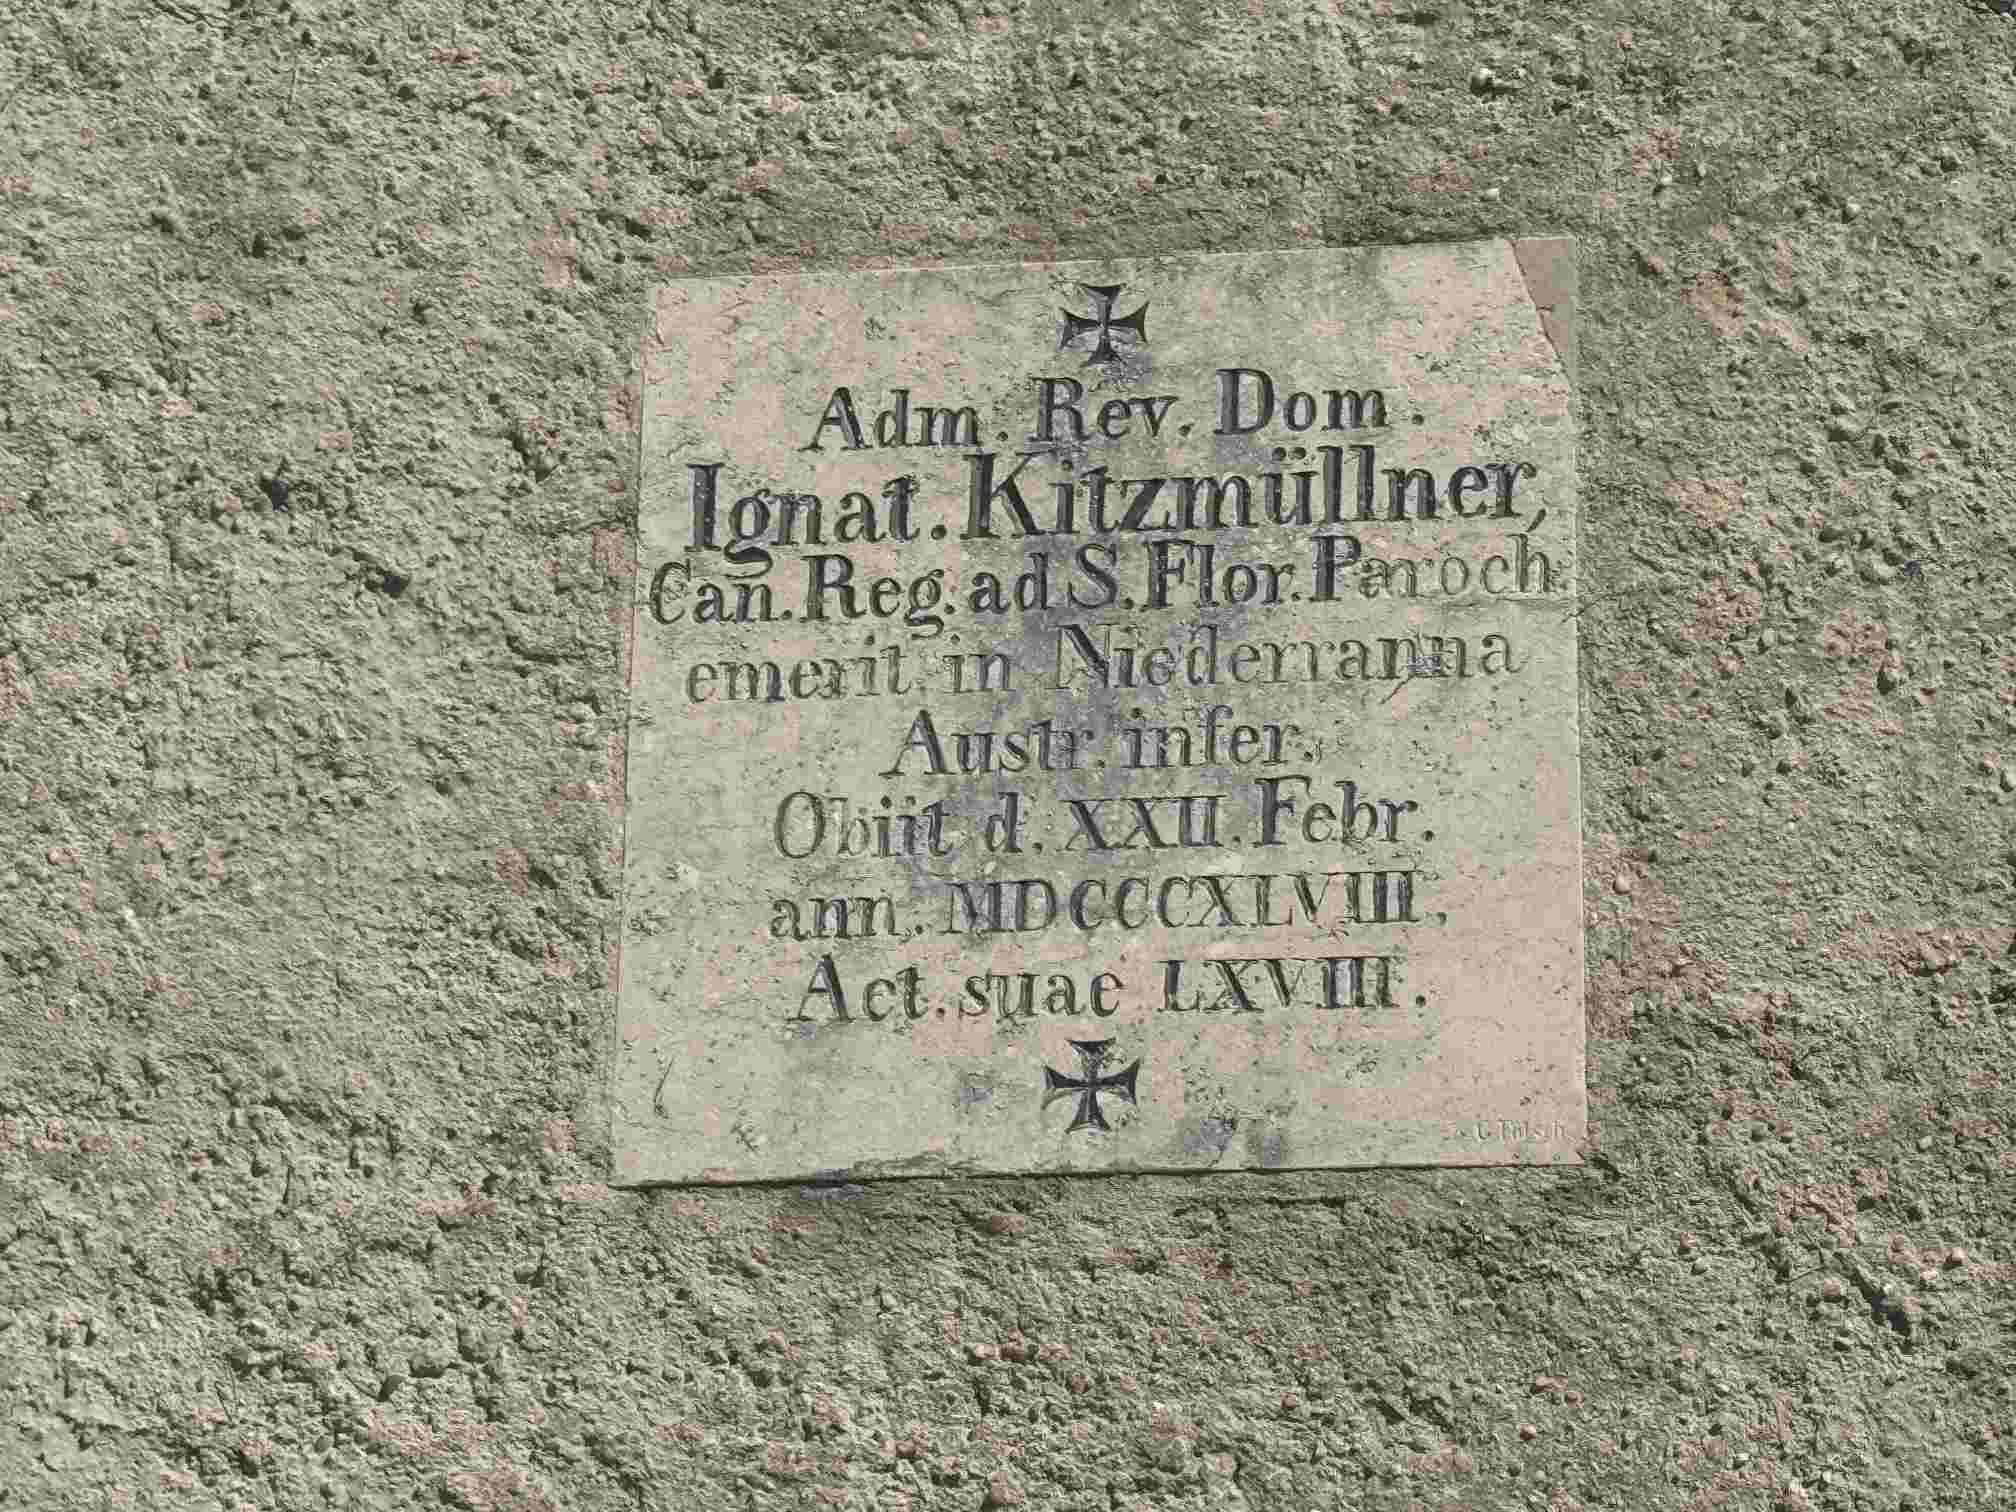 Adm. Rev. Dom.
Ignat. Kitzmüllner,
Can. Reg. ad S. Flor. Paroch
emerit. in Niederranna
Austr. infer.
Obiit d. XXII. Febr.
ann. MDCCCXLVIII.
Aet. suae LXVIII.